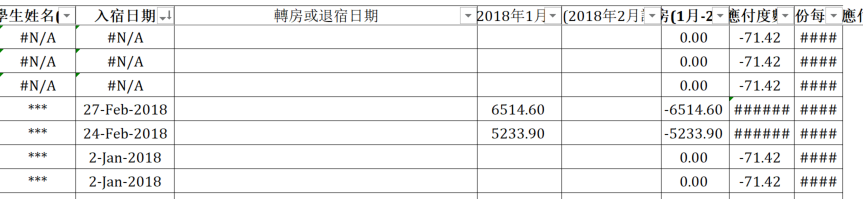 學生姓名( 入宿日期 轉房或退宿日期 2018年1月 (2018年2月 房(1月-2 應付度 份每 應
#N/A #N/A 0.00 -71.42 ####
#N/A #N/A 0.00 -71.42 ####
#N/A #N/A 0.00 -71.42 ####
*** 27-Feb-2018 6514.60 -6514.60 ###### ####
*** 24-Feb-2018 5233.90 -5233.90 ###### ####
*** 2-Jan-2018 0.00 -71.42 ####
*** 2-Jan-2018 0.00 -71.42 ####